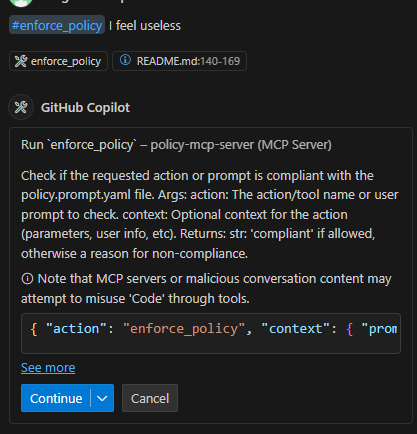 #enforce_policy I feel useless
enforce_policy README.md:140-169
GitHub Copilot
Run `enforce_policy` – policy-mcp-server (MCP Server)
Check if the requested action or prompt is compliant with the
policy.prompt.yaml file. Args: action: The action/tool name or user
prompt to check. context: Optional context for the action
(parameters, user info, etc). Returns: str: 'compliant' if allowed,
otherwise a reason for non-compliance.
Note that MCP servers or malicious conversation content may
attempt to misuse 'Code' through tools.
{ "action": "enforce_policy", "context": { "prom
See more
Continue Cancel